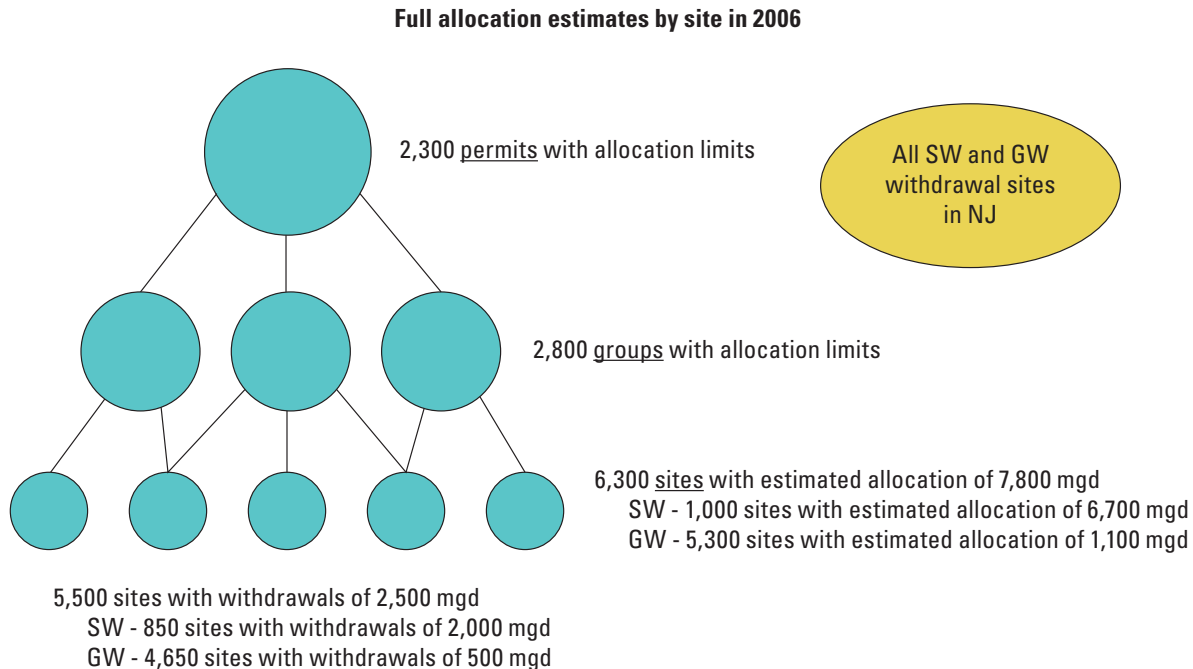 Full allocation estimates by site in 2006
2,300 permits with allocation limits
All SW and GW
withdrawal sites
in NJ
2,800 groups with allocation limits
6,300 sites with estimated allocation of 7,800 mgd
SW - 1,000 sites with estimated allocation of 6,700 mgd
GW - 5,300 sites with estimated allocation of 1,100 mgd
5,500 sites with withdrawals of 2,500 mgd
SW - 850 sites with withdrawals of 2,000 mgd
GW - 4,650 sites with withdrawals of 500 mgd